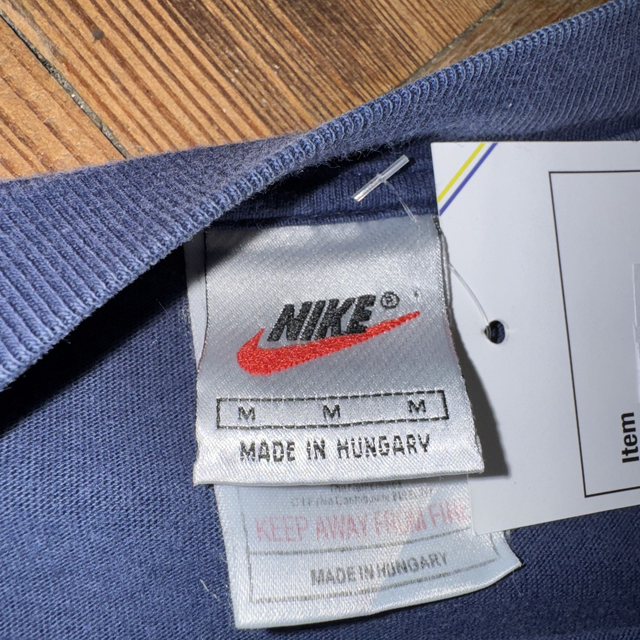 NIKE®
M M M
MADE IN HUNGARY
KEEP AWAY FROM FIRE
MADE IN HUNGARY
Item